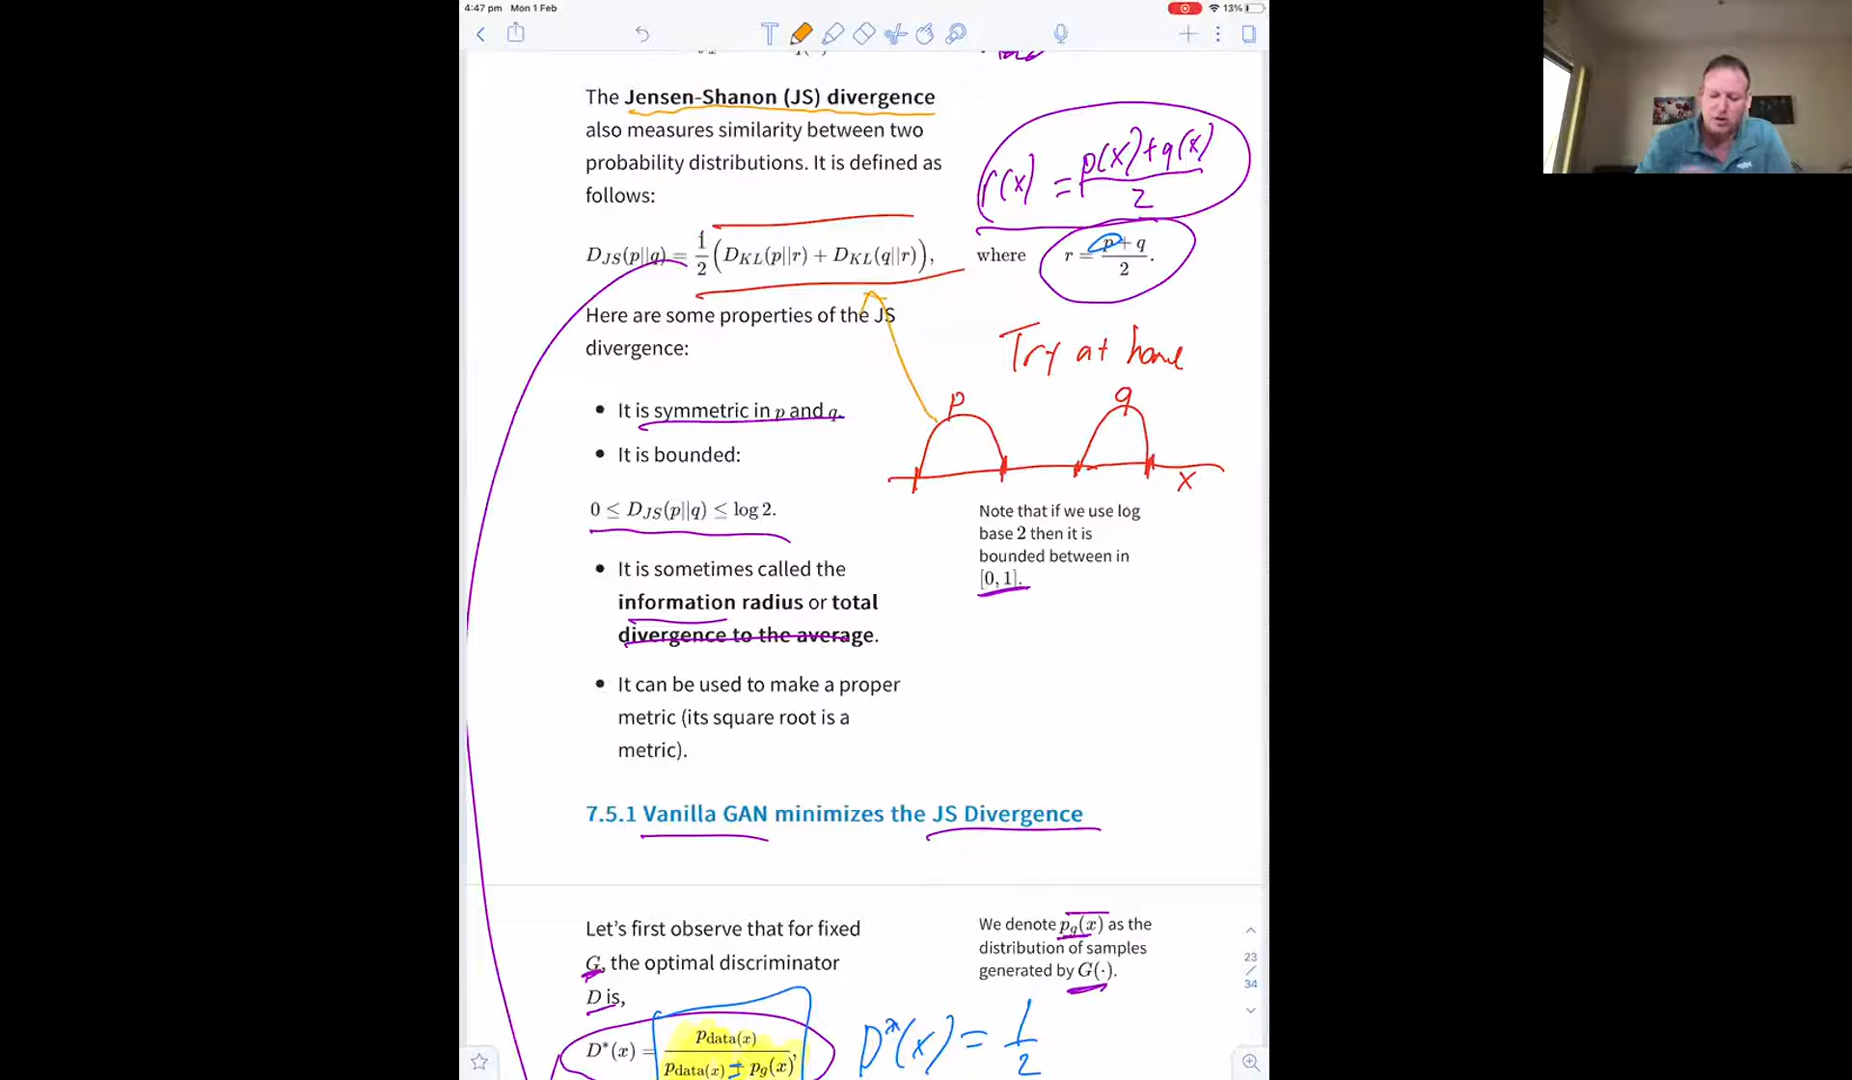 4:47 pm Mon 1 Feb
13%
The Jensen-Shanon (JS) divergence
also measures similarity between two
probability distributions. It is defined as
follows:
r(x) = p(x)+q(x) / 2
D_JS(p||q) = 1/2 (D_KL(p||r) + D_KL(q||r)), where r = p + q / 2.
Here are some properties of the JS
divergence:
Try at home
p q
x
• It is symmetric in p and q.
• It is bounded:
0 ≤ D_JS(p||q) ≤ log 2.
Note that if we use log
base 2 then it is
bounded between in
[0, 1].
• It is sometimes called the
information radius or total
divergence to the average.
• It can be used to make a proper
metric (its square root is a
metric).
7.5.1 Vanilla GAN minimizes the JS Divergence
Let's first observe that for fixed
G, the optimal discriminator
D is,
We denote p_g(x) as the
distribution of samples
generated by G(·).
D*(x) = p_data(x) / p_data(x) + p_g(x),
D*(x) = 1/2
23
/
34